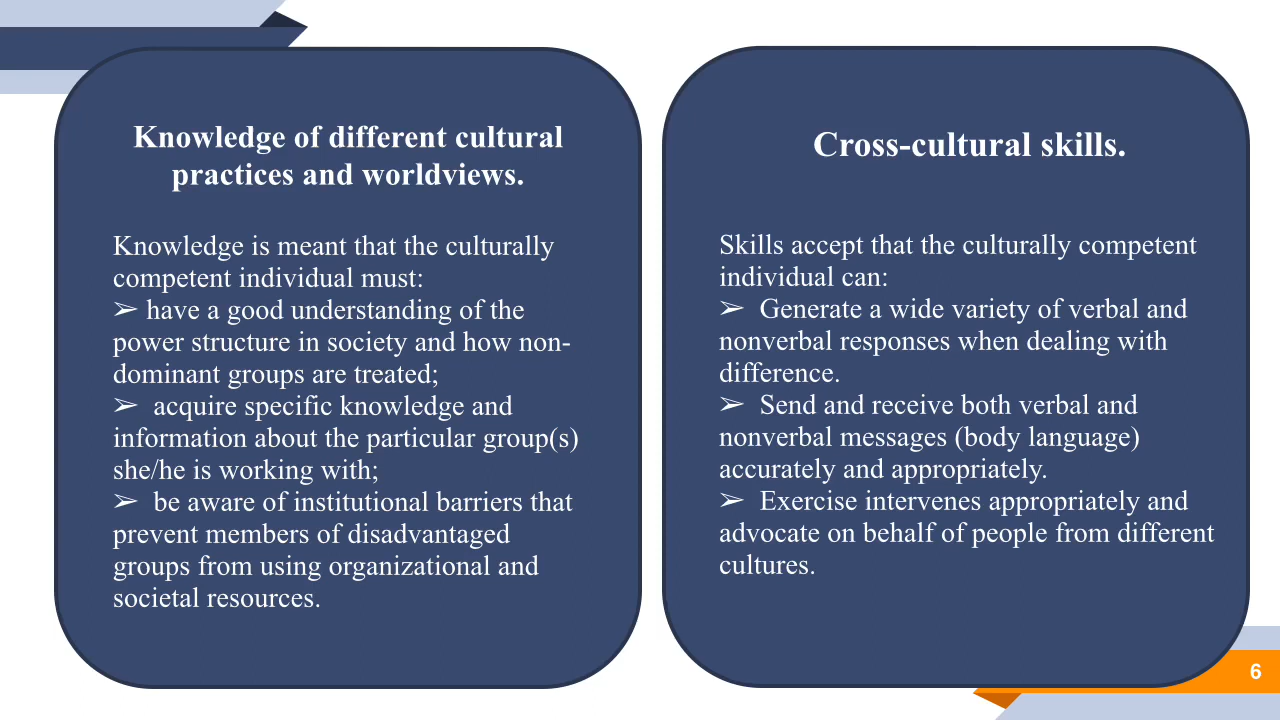 Knowledge of different cultural
practices and worldviews.
Knowledge is meant that the culturally
competent individual must:
➢ have a good understanding of the
power structure in society and how non-
dominant groups are treated;
➢ acquire specific knowledge and
information about the particular group(s)
she/he is working with;
➢ be aware of institutional barriers that
prevent members of disadvantaged
groups from using organizational and
societal resources.
Cross-cultural skills.
Skills accept that the culturally competent
individual can:
➢ Generate a wide variety of verbal and
nonverbal responses when dealing with
difference.
➢ Send and receive both verbal and
nonverbal messages (body language)
accurately and appropriately.
➢ Exercise intervenes appropriately and
advocate on behalf of people from different
cultures.
6